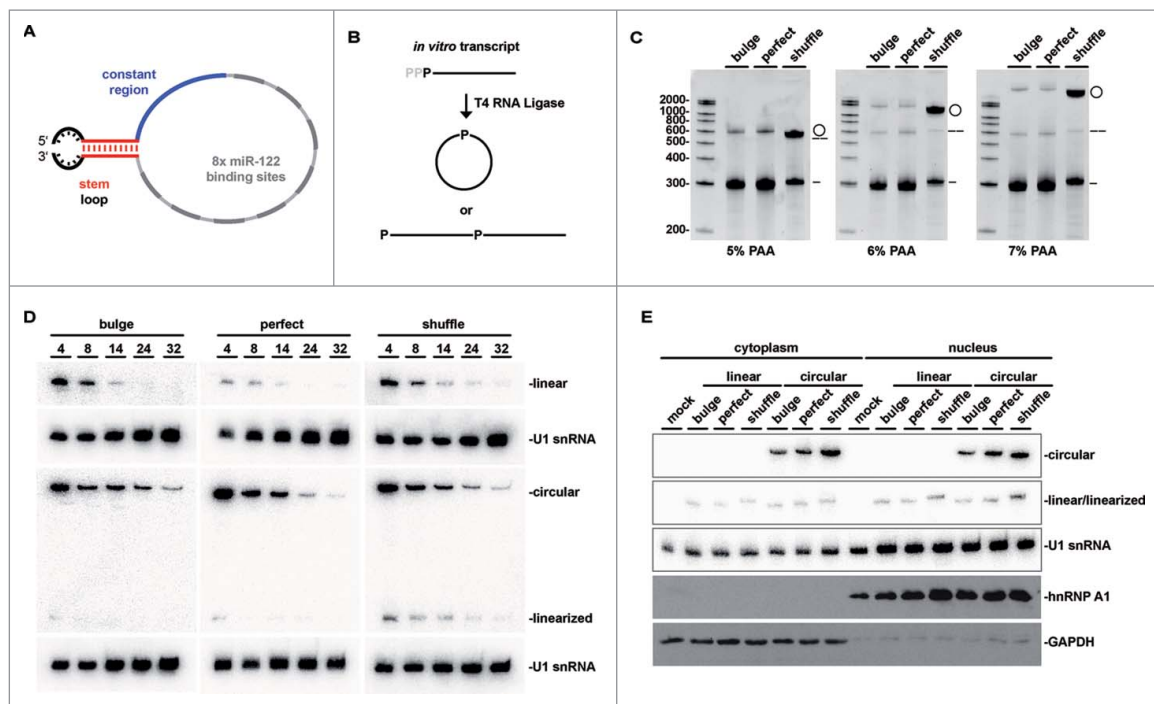 A
constant
region
5'
3'
8x miR-122
binding sites
stem
loop
B
in vitro transcript
PPP
T4 RNA Ligase
P
or
P P
C
bulge perfect shuffle bulge perfect shuffle bulge perfect shuffle
2000-
1000-
800-
600-
500-
400-
300-
200-
5% PAA 6% PAA 7% PAA
D
bulge perfect shuffle
4 8 14 24 32 4 8 14 24 32 4 8 14 24 32
-linear
-U1 snRNA
-circular
-linearized
-U1 snRNA
E
cytoplasm nucleus
linear circular linear circular
mock bulge perfect shuffle bulge perfect shuffle mock bulge perfect shuffle bulge perfect shuffle
-circular
-linear/linearized
-U1 snRNA
-hnRNP A1
-GAPDH